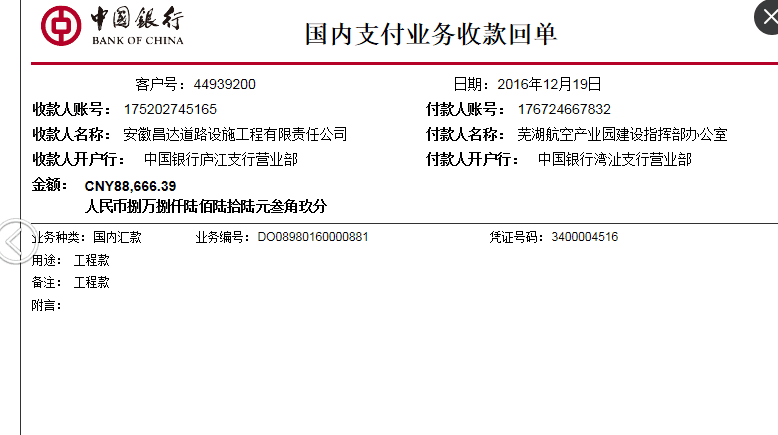 中国银行
BANK OF CHINA
国内支付业务收款回单
客户号：44939200 日期：2016年12月19日
收款人账号： 175202745165 付款人账号： 176724667832
收款人名称： 安徽昌达道路设施工程有限责任公司 付款人名称： 芜湖航空产业园建设指挥部办公室
收款人开户行： 中国银行庐江支行营业部 付款人开户行： 中国银行湾沚支行营业部
金额： CNY88,666.39
人民币捌万捌仟陆佰陆拾陆元叁角玖分
业务种类：国内汇款 业务编号：DO08980160000881 凭证号码：3400004516
用途： 工程款
备注： 工程款
附言：